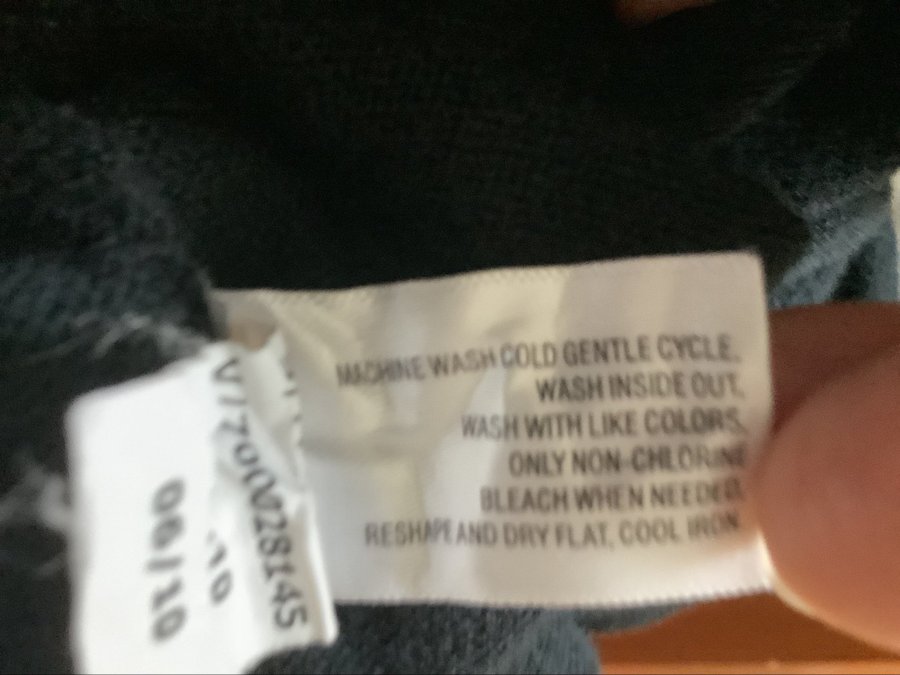 MACHINE WASH COLD GENTLE CYCLE.
WASH INSIDE OUT,
WASH WITH LIKE COLORS,
ONLY NON-CHLORINE
BLEACH WHEN NEEDED.
RESHAPE AND DRY FLAT, COOL IRON.
06/10